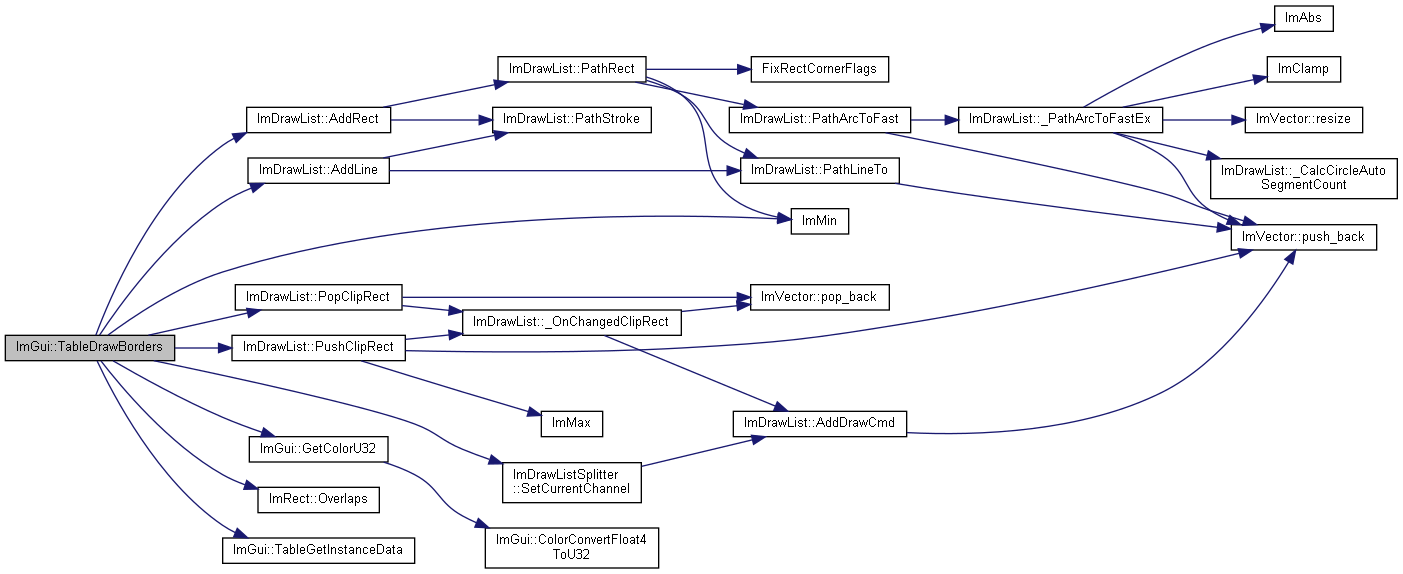 ImAbs
ImDrawList::PathRect
FixRectCornerFlags
ImClamp
ImDrawList::AddRect
ImDrawList::PathStroke
ImDrawList::PathArcToFast
ImDrawList::_PathArcToFastEx
ImVector::resize
ImDrawList::AddLine
ImDrawList::PathLineTo
ImDrawList::_CalcCircleAuto
SegmentCount
ImMin
ImVector::push_back
ImDrawList::PopClipRect
ImVector::pop_back
ImDrawList::_OnChangedClipRect
ImGui::TableDrawBorders
ImDrawList::PushClipRect
ImMax
ImDrawList::AddDrawCmd
ImGui::GetColorU32
ImDrawListSplitter
::SetCurrentChannel
ImRect::Overlaps
ImGui::TableGetInstanceData
ImGui::ColorConvertFloat4
ToU32